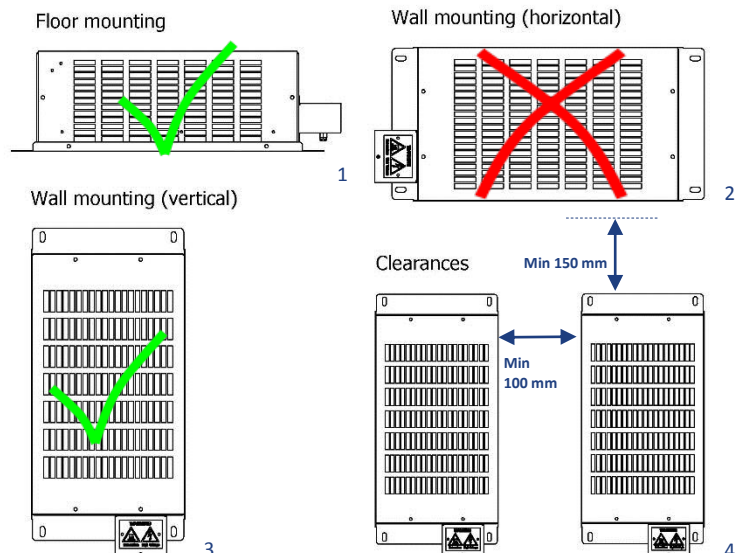 Floor mounting
1
Wall mounting (horizontal)
2
Wall mounting (vertical)
3
Clearances
Min 150 mm
Min
100 mm
4